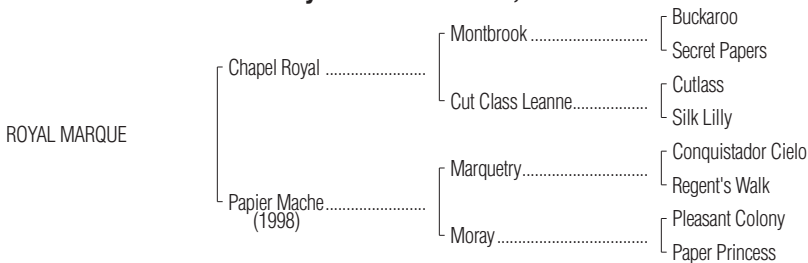 Buckaroo
Montbrook
Secret Papers
Chapel Royal
Cutlass
Cut Class Leanne
Silk Lilly
ROYAL MARQUE
Conquistador Cielo
Marquetry
Regent's Walk
Papier Mache
(1998)
Pleasant Colony
Moray
Paper Princess